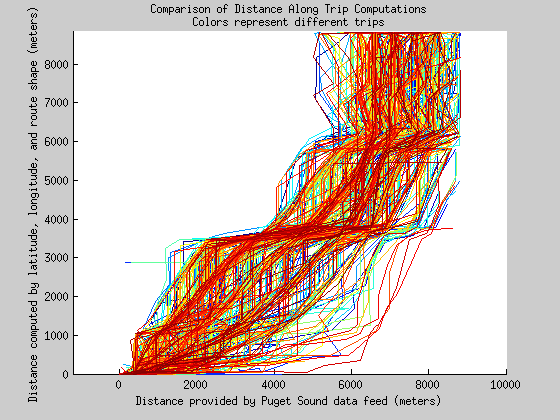 Comparison of Distance Along Trip Computations
Colors represent different trips
Distance computed by latitude, longitude, and route shape (meters)
8000
7000
6000
5000
4000
3000
2000
1000
0
0 2000 4000 6000 8000 10000
Distance provided by Puget Sound data feed (meters)